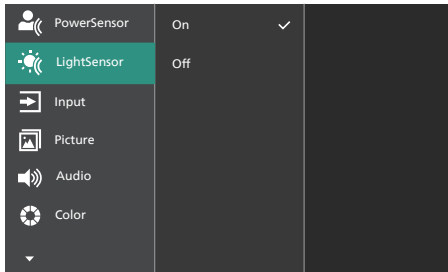 PowerSensor
On
LightSensor
Off
Input
Picture
Audio
Color